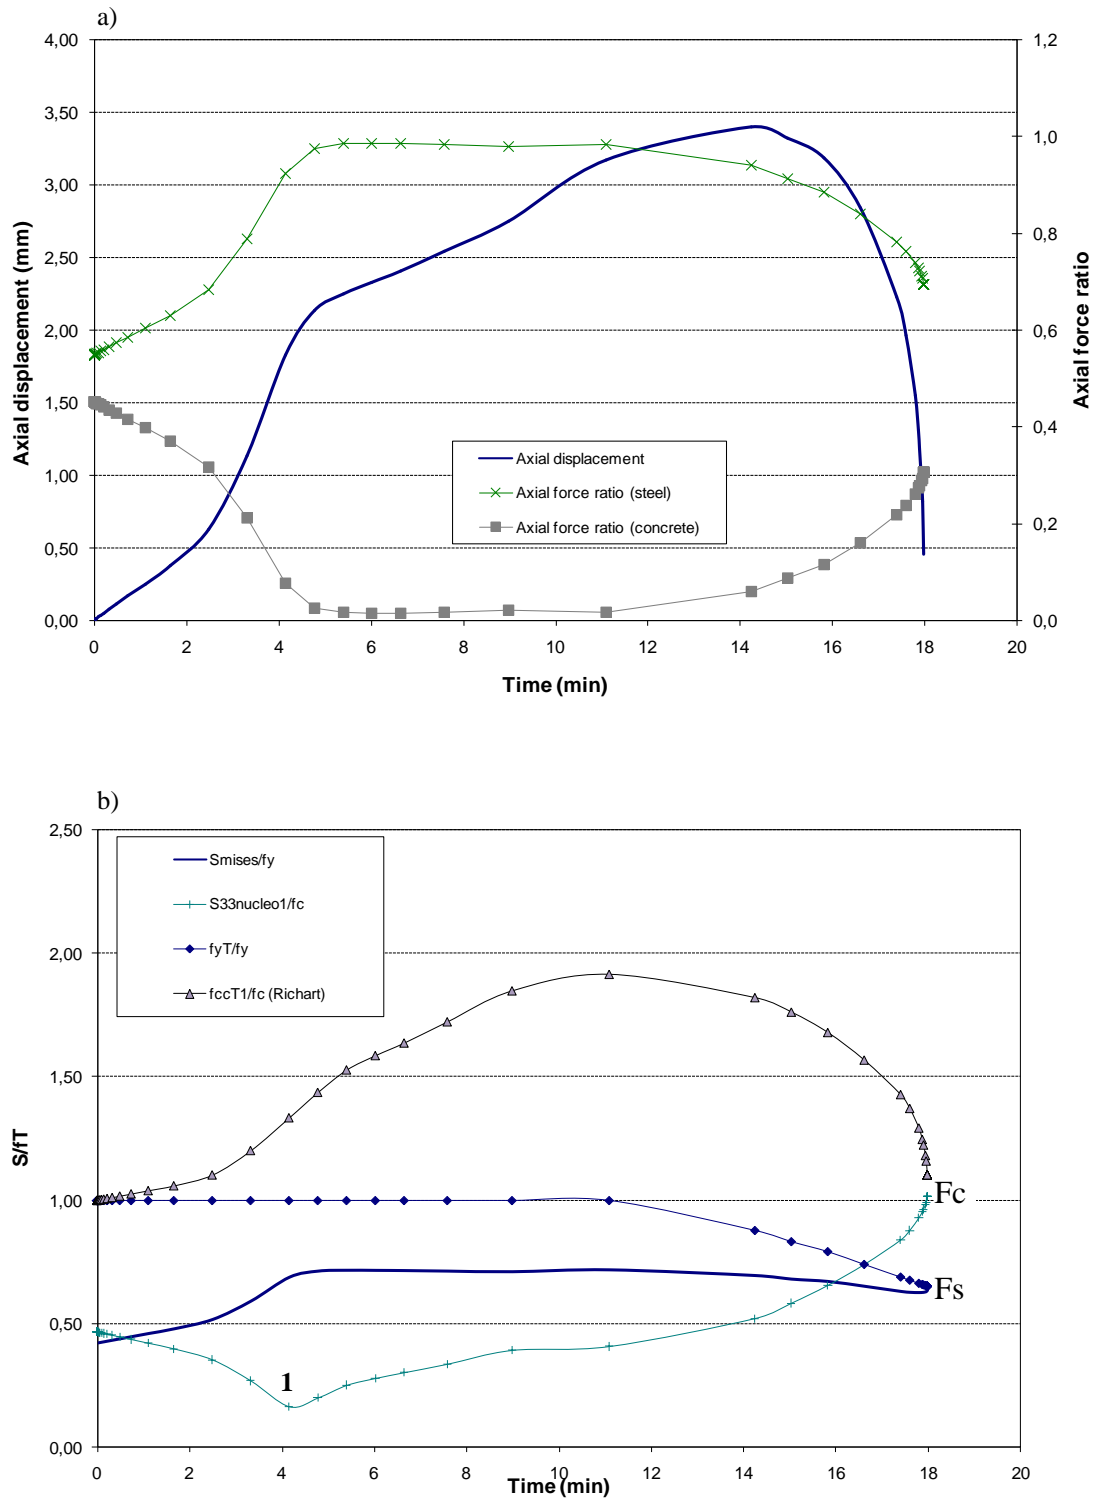 a)
4,00
3,50
3,00
2,50
2,00
1,50
1,00
0,50
0,00
Axial displacement (mm)
1,2
1,0
0,8
0,6
0,4
0,2
0,0
Axial force ratio
Axial displacement
Axial force ratio (steel)
Axial force ratio (concrete)
0 2 4 6 8 10 12 14 16 18 20
Time (min)
b)
2,50
2,00
1,50
1,00
0,50
0,00
S/fT
Smises/fy
S33nucleo1/fc
fyT/fy
fccT1/fc (Richart)
Fc
Fs
1
0 2 4 6 8 10 12 14 16 18 20
Time (min)